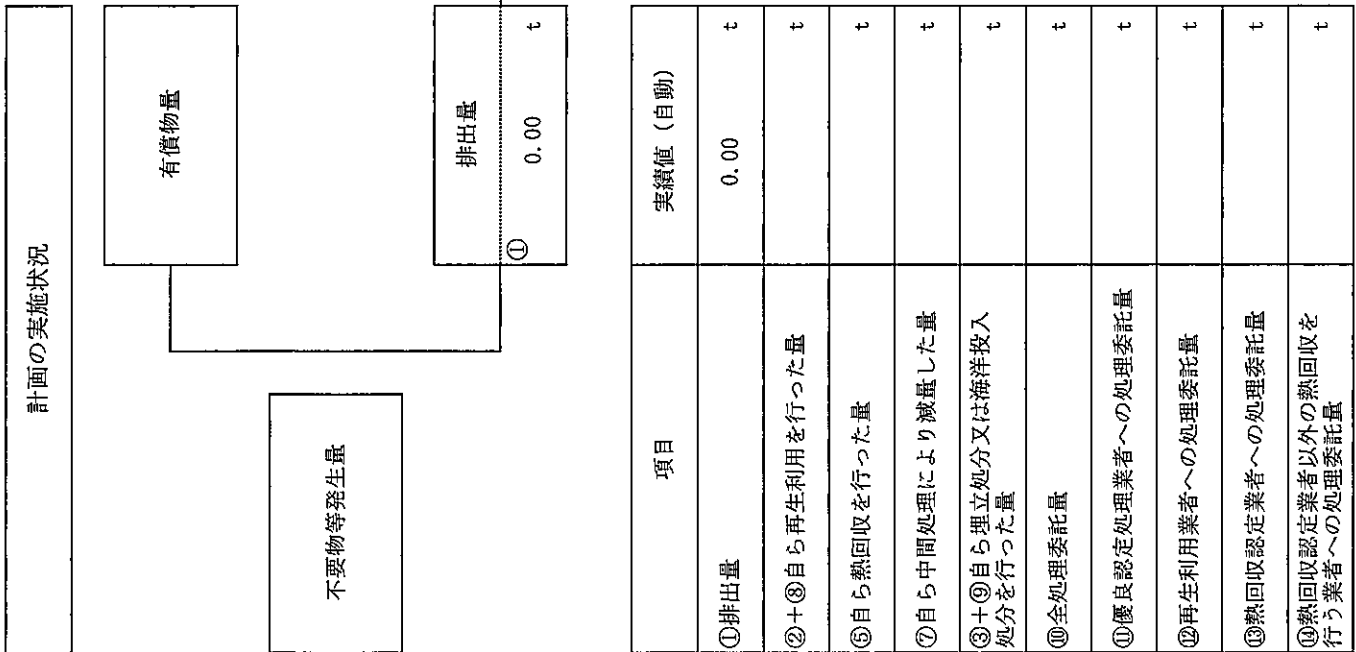 計画の実施状況
不要物等発生量
有償物量
排出量
① 0.00 t
項目 実績値(自動)
①排出量 0.00 t
②+⑧自ら再生利用を行った量 t
⑤自ら熱回収を行った量 t
⑦自ら中間処理により減量した量 t
③+⑨自ら埋立処分又は海洋投入
処分を行った量 t
⑩全処理委託量 t
⑪優良認定処理業者への処理委託量 t
⑫再生利用業者への処理委託量 t
⑬熱回収認定業者への処理委託量 t
⑭熱回収認定業者以外の熱回収を
行う業者への処理委託量 t